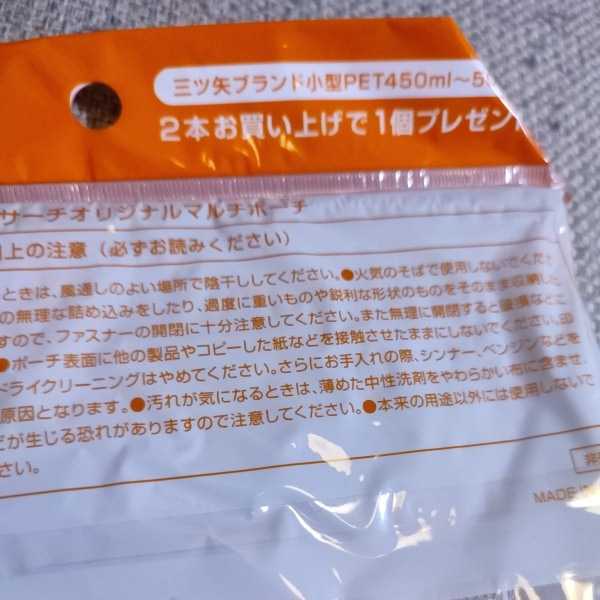 三ツ矢ブランド小型PET450ml〜5
2本お買い上げで1個プレゼン
サーチオリジナルマルチポーチ
上の注意（必ずお読みください）
ときは、風通しのよい場所で陰干ししてください。●火気のそばで使用しないでくださ
の無理な詰め込みをしたり、過度に重いものや鋭利な形状のものをそのまま収納した
すので、ファスナーの開閉に十分注意してください。また無理に開閉すると破損など
●ポーチ表面に他の製品やコピーした紙などを接触させたままにしないでください。
ドライクリーニングはやめてください。さらにお手入れの際、シンナー、ベンジンなどを
原因となります。●汚れが気になるときは、薄めた中性洗剤をやわらかい布に含ませ
だが生じる恐れがありますので注意してください。●本来の用途以外には使用しないで
さい。
非
MADE